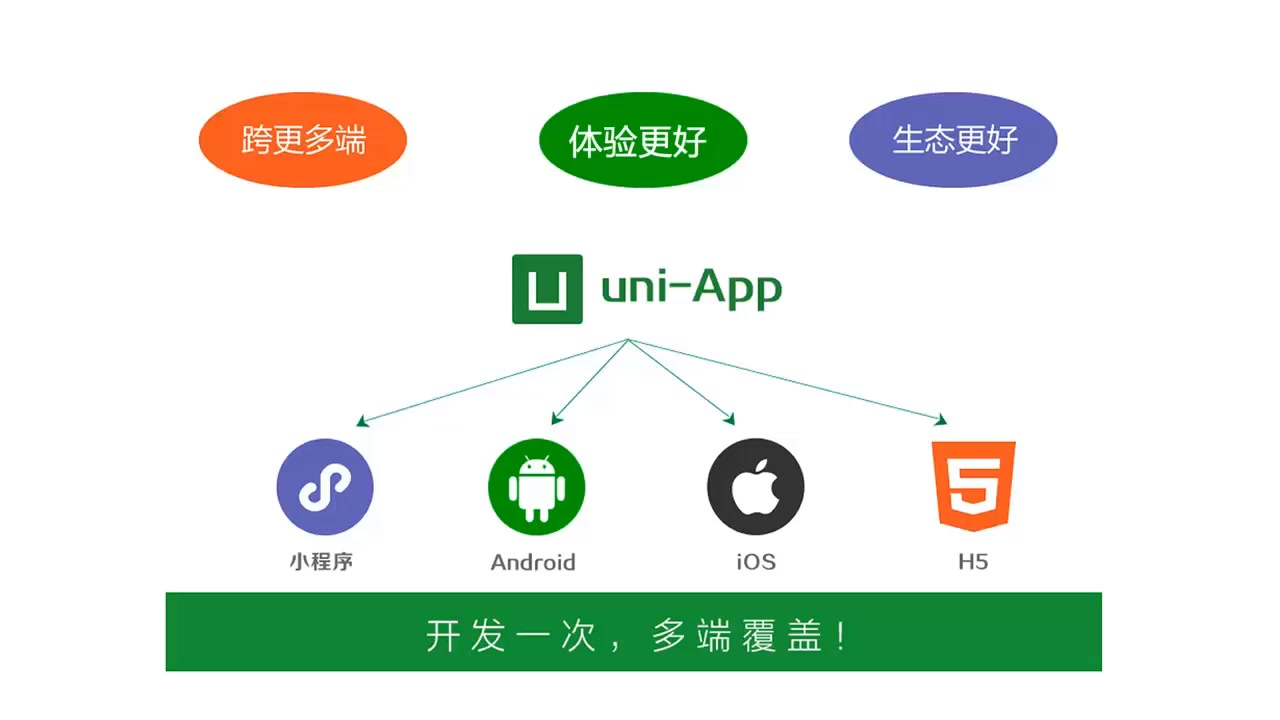 跨更多端
体验更好
生态更好
uni-App
小程序
Android
iOS
H5
开发一次，多端覆盖！